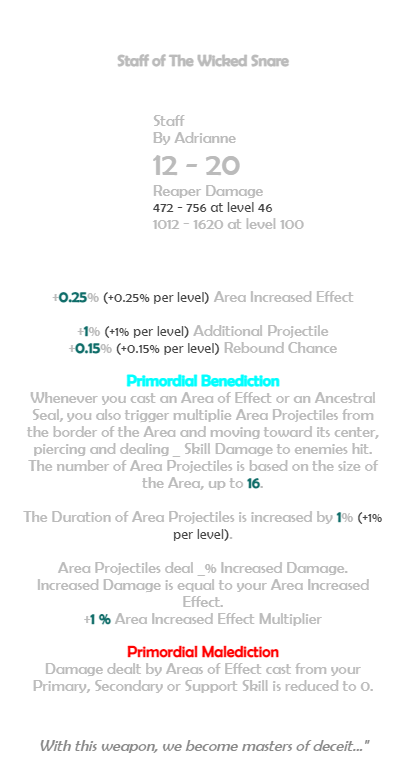 Staff of The Wicked Snare
Staff
By Adrianne
12 - 20
Reaper Damage
472 - 756 at level 46
1012 - 1620 at level 100
+0.25% (+0.25% per level) Area Increased Effect
+1% (+1% per level) Additional Projectile
+0.15% (+0.15% per level) Rebound Chance
Primordial Benediction
Whenever you cast an Area of Effect or an Ancestral
Seal, you also trigger multiplie Area Projectiles from
the border of the Area and moving toward its center,
piercing and dealing _ Skill Damage to enemies hit.
The number of Area Projectiles is based on the size of
the Area, up to 16.
The Duration of Area Projectiles is increased by 1% (+1%
per level).
Area Projectiles deal _% Increased Damage.
Increased Damage is equal to your Area Increased
Effect.
+1 % Area Increased Effect Multiplier
Primordial Malediction
Damage dealt by Areas of Effect cast from your
Primary, Secondary or Support Skill is reduced to 0.
With this weapon, we become masters of deceit..."